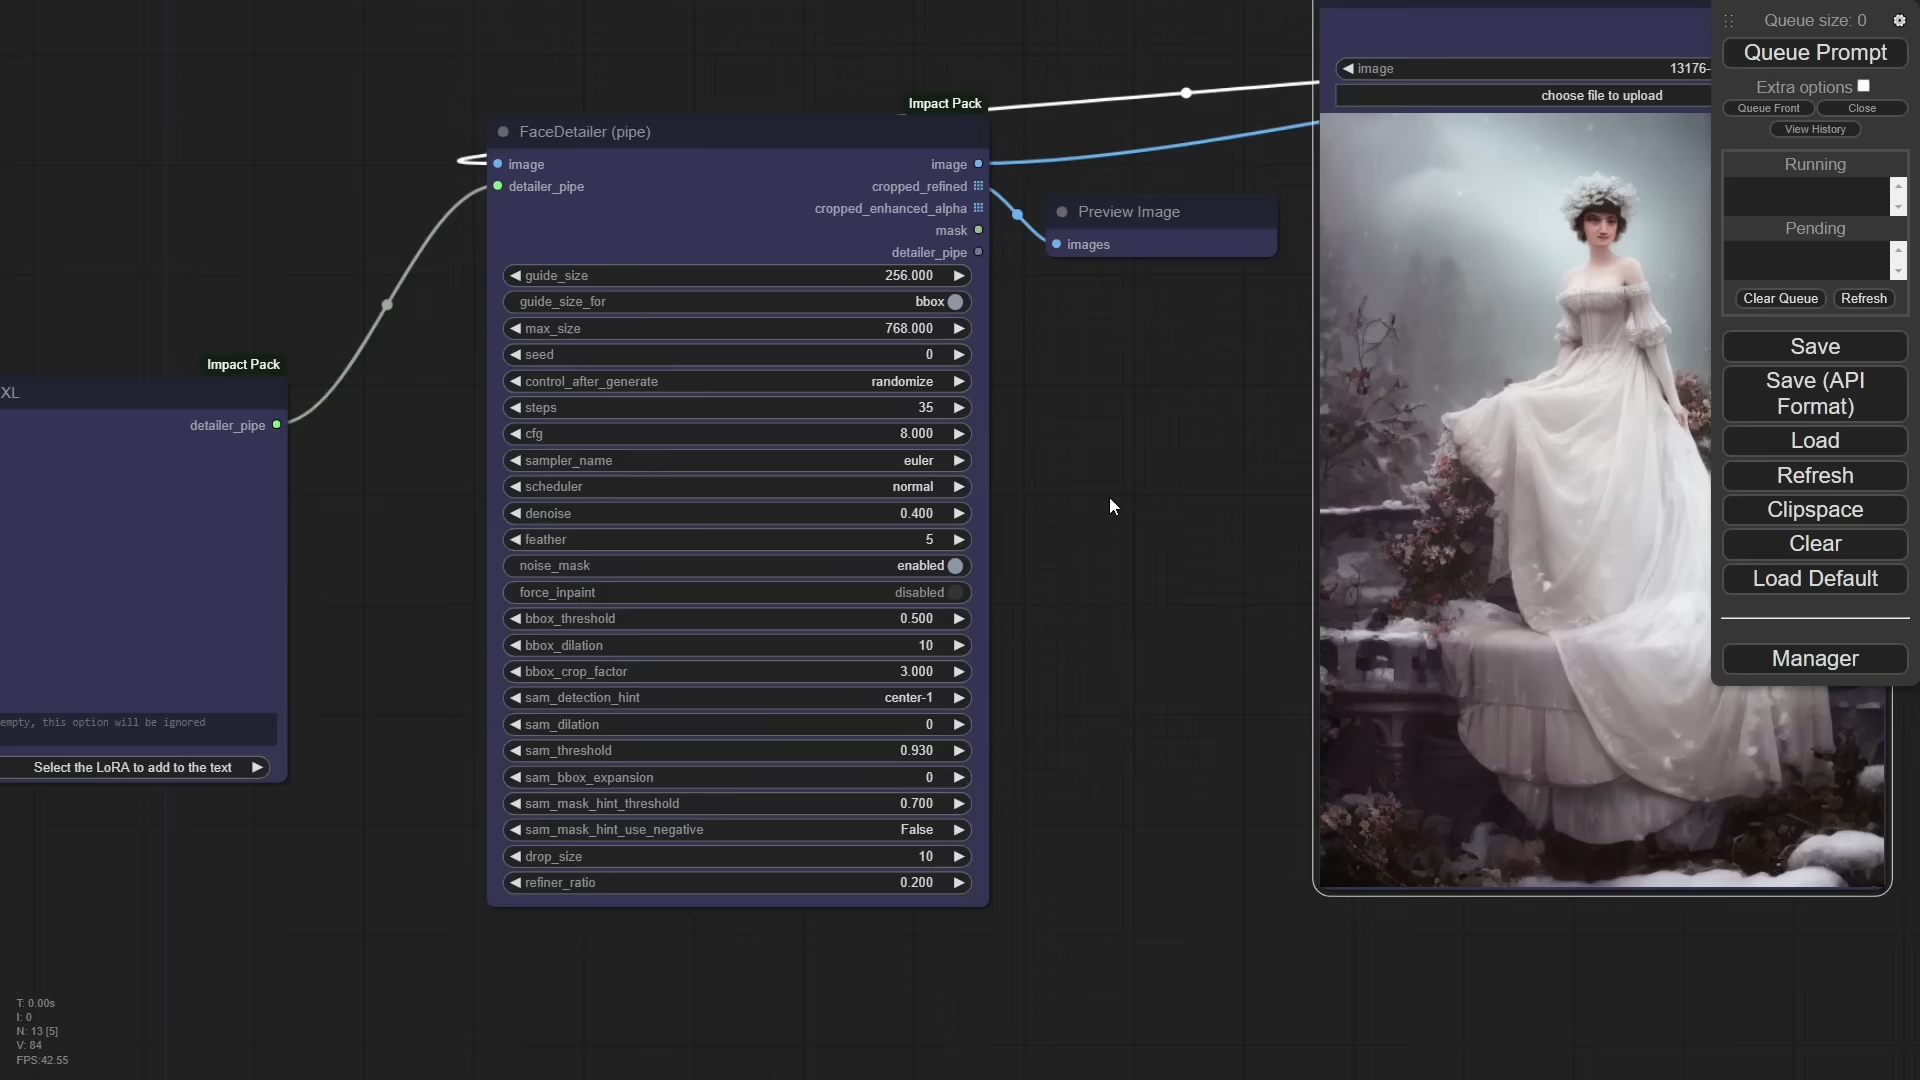 Impact Pack
XL
detailer_pipe
empty, this option will be ignored
Select the LoRA to add to the text
Impact Pack
FaceDetailer (pipe)
image
image
detailer_pipe
cropped_refined
cropped_enhanced_alpha
mask
detailer_pipe
guide_size 256.000
guide_size_for bbox
max_size 768.000
seed 0
control_after_generate randomize
steps 35
cfg 8.000
sampler_name euler
scheduler normal
denoise 0.400
feather 5
noise_mask enabled
force_inpaint disabled
bbox_threshold 0.500
bbox_dilation 10
bbox_crop_factor 3.000
sam_detection_hint center-1
sam_dilation 0
sam_threshold 0.930
sam_bbox_expansion 0
sam_mask_hint_threshold 0.700
sam_mask_hint_use_negative False
drop_size 10
refiner_ratio 0.200
Preview Image
images
image 13176-
choose file to upload
Queue size: 0
Queue Prompt
Extra options
Queue Front Close
View History
Running
Pending
Clear Queue Refresh
Save
Save (API
Format)
Load
Refresh
Clipspace
Clear
Load Default
Manager
T: 0.00s
I: 0
N: 13 [5]
V: 84
FPS:42.55